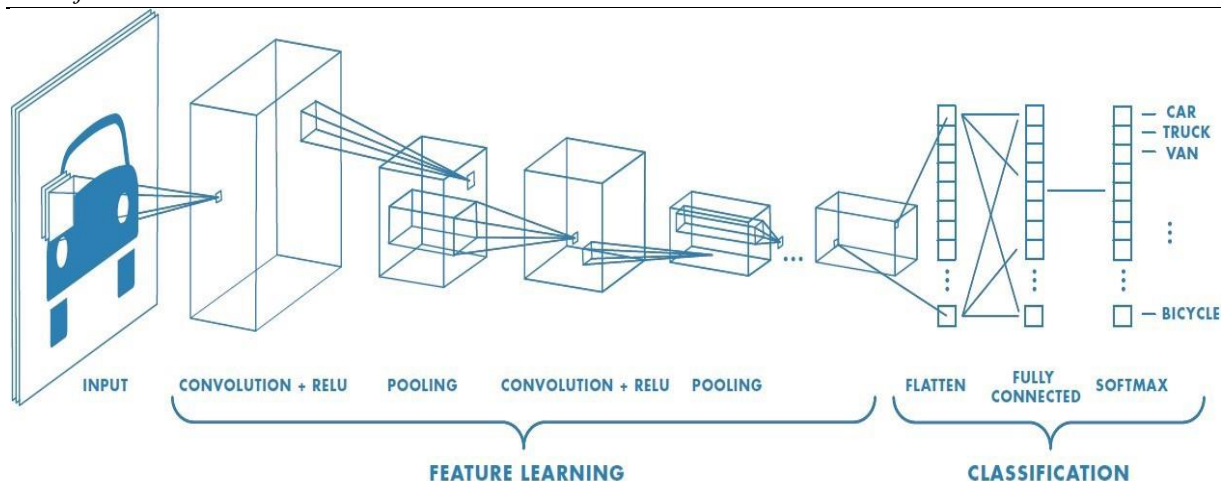 CAR
TRUCK
VAN
BICYCLE
INPUT
CONVOLUTION + RELU
POOLING
CONVOLUTION + RELU
POOLING
FLATTEN
FULLY
CONNECTED
SOFTMAX
FEATURE LEARNING
CLASSIFICATION